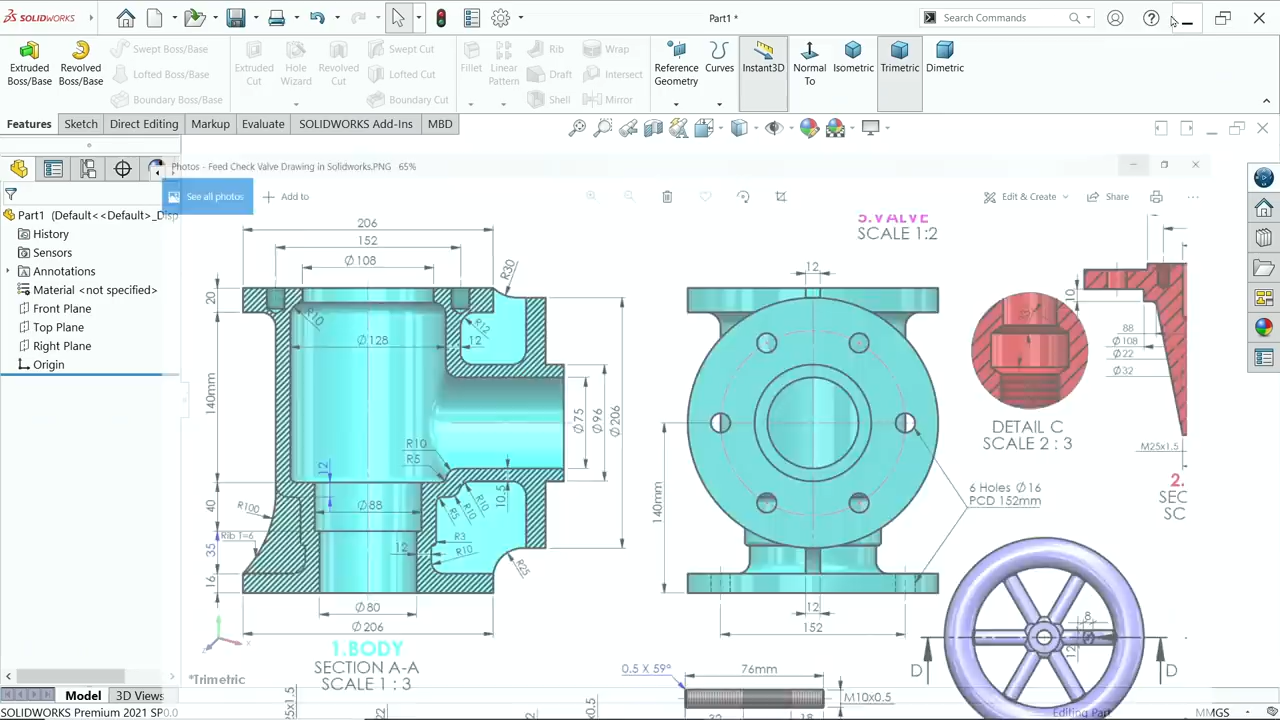 SOLIDWORKS
Part1 *
Search Commands
Extruded Boss/Base
Revolved Boss/Base
Swept Boss/Base
Lofted Boss/Base
Boundary Boss/Base
Extruded Cut
Hole Wizard
Revolved Cut
Swept Cut
Lofted Cut
Boundary Cut
Fillet
Linear Pattern
Rib
Draft
Shell
Wrap
Intersect
Mirror
Reference Geometry
Curves
Instant3D
Normal To
Isometric
Trimetric
Dimetric
Features
Sketch
Direct Editing
Markup
Evaluate
SOLIDWORKS Add-Ins
MBD
Photos - Feed Check Valve Drawing in Solidworks.PNG 65%
See all photos
Add to
Edit & Create
Share
Part1 (Default<<Default>_Disp
History
Sensors
Annotations
Material <not specified>
Front Plane
Top Plane
Right Plane
Origin
206
152
Ø108
R30
20
R10
R12
Ø128
12
140mm
Ø75
Ø96
Ø206
R10
R5
12
40
R100
Ø88
10.5
Rib T=6
R3
R10
12
35
16
R25
Ø80
Ø206
1.BODY
SECTION A-A
SCALE 1 : 3
5.VALVE
SCALE 1:2
12
140mm
6 Holes Ø16
PCD 152mm
12
152
10
88
Ø108
Ø22
Ø32
DETAIL C
SCALE 2 : 3
M25x1.5
2.
SEC
SC
8
12
D
D
0.5 X 59°
76mm
M10x0.5
*Trimetric
Model
3D Views
Editing Part
MMGS